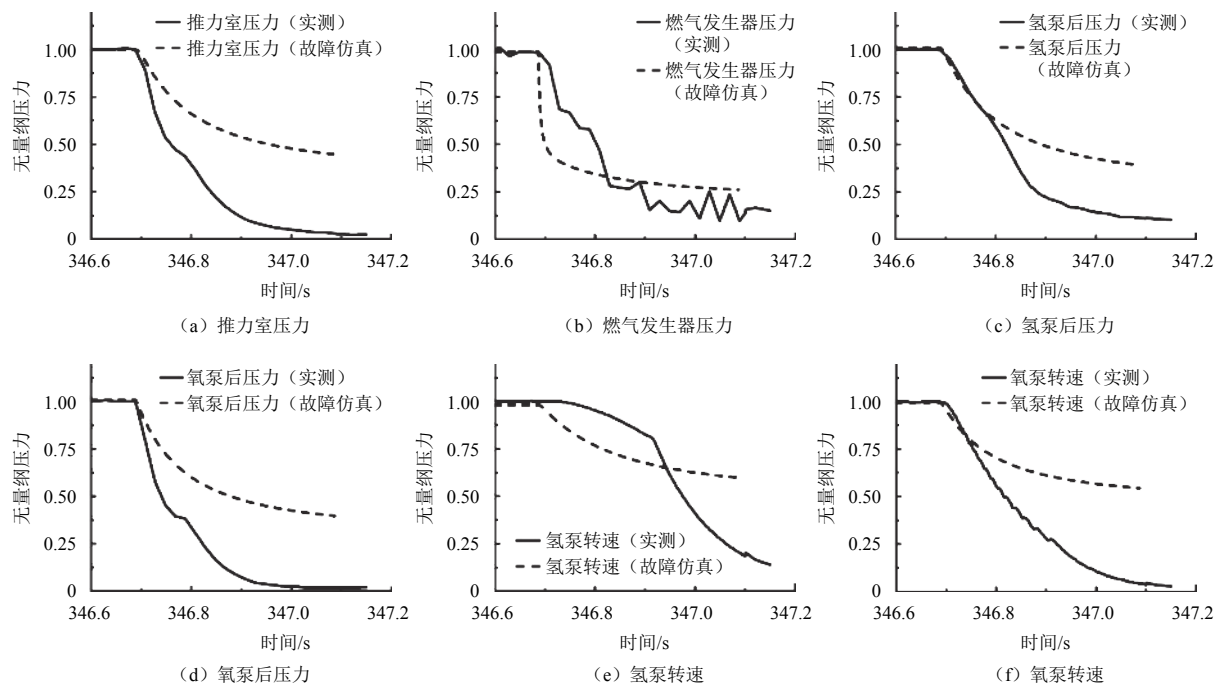 推力室压力（实测）
推力室压力（故障仿真）
1.00
0.75
0.50
0.25
0
无量纲压力
346.6
346.8
347.0
347.2
时间/s
（a）推力室压力
燃气发生器压力
（实测）
燃气发生器压力
（故障仿真）
1.00
0.75
0.50
0.25
0
无量纲压力
346.6
346.8
347.0
347.2
时间/s
（b）燃气发生器压力
氢泵后压力（实测）
氢泵后压力
（故障仿真）
1.00
0.75
0.50
0.25
0
无量纲压力
346.6
346.8
347.0
347.2
时间/s
（c）氢泵后压力
氧泵后压力（实测）
氧泵后压力（故障仿真）
1.00
0.75
0.50
0.25
0
无量纲压力
346.6
346.8
347.0
347.2
时间/s
（d）氧泵后压力
1.00
0.75
0.50
0.25
0
无量纲压力
氢泵转速（实测）
氢泵转速（故障仿真）
346.6
346.8
347.0
347.2
时间/s
（e）氢泵转速
氧泵转速（实测）
氧泵转速（故障仿真）
1.00
0.75
0.50
0.25
0
无量纲压力
346.6
346.8
347.0
347.2
时间/s
（f）氧泵转速